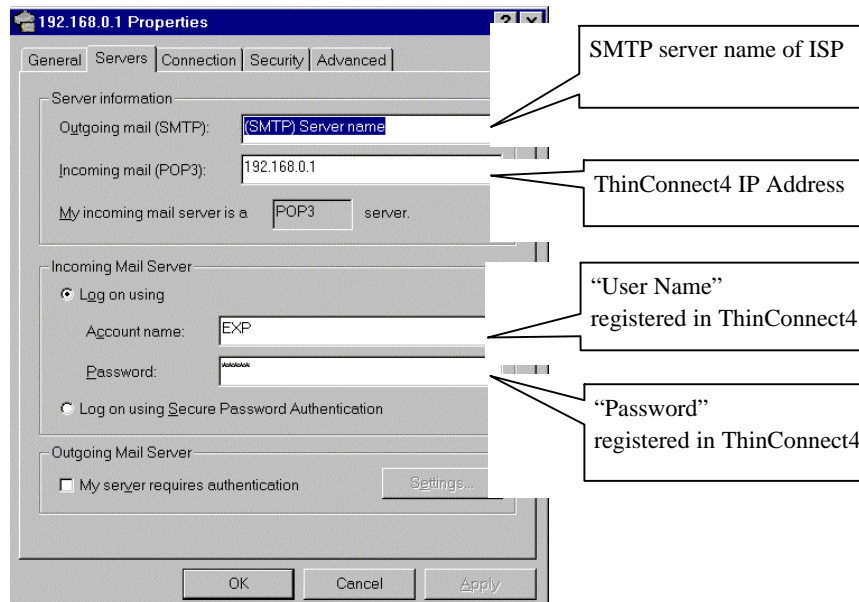 192.168.0.1 Properties
General Servers Connection Security Advanced
SMTP server name of ISP
Server information
Outgoing mail (SMTP): (SMTP) Server name
Incoming mail (POP3): 192.168.0.1
ThinConnect4 IP Address
My incoming mail server is a POP3 server.
Incoming Mail Server
Log on using
“User Name”
registered in ThinConnect4
Account name: EXP
Password: *****
Log on using Secure Password Authentication
“Password”
registered in ThinConnect4
Outgoing Mail Server
My server requires authentication Settings...
OK Cancel Apply